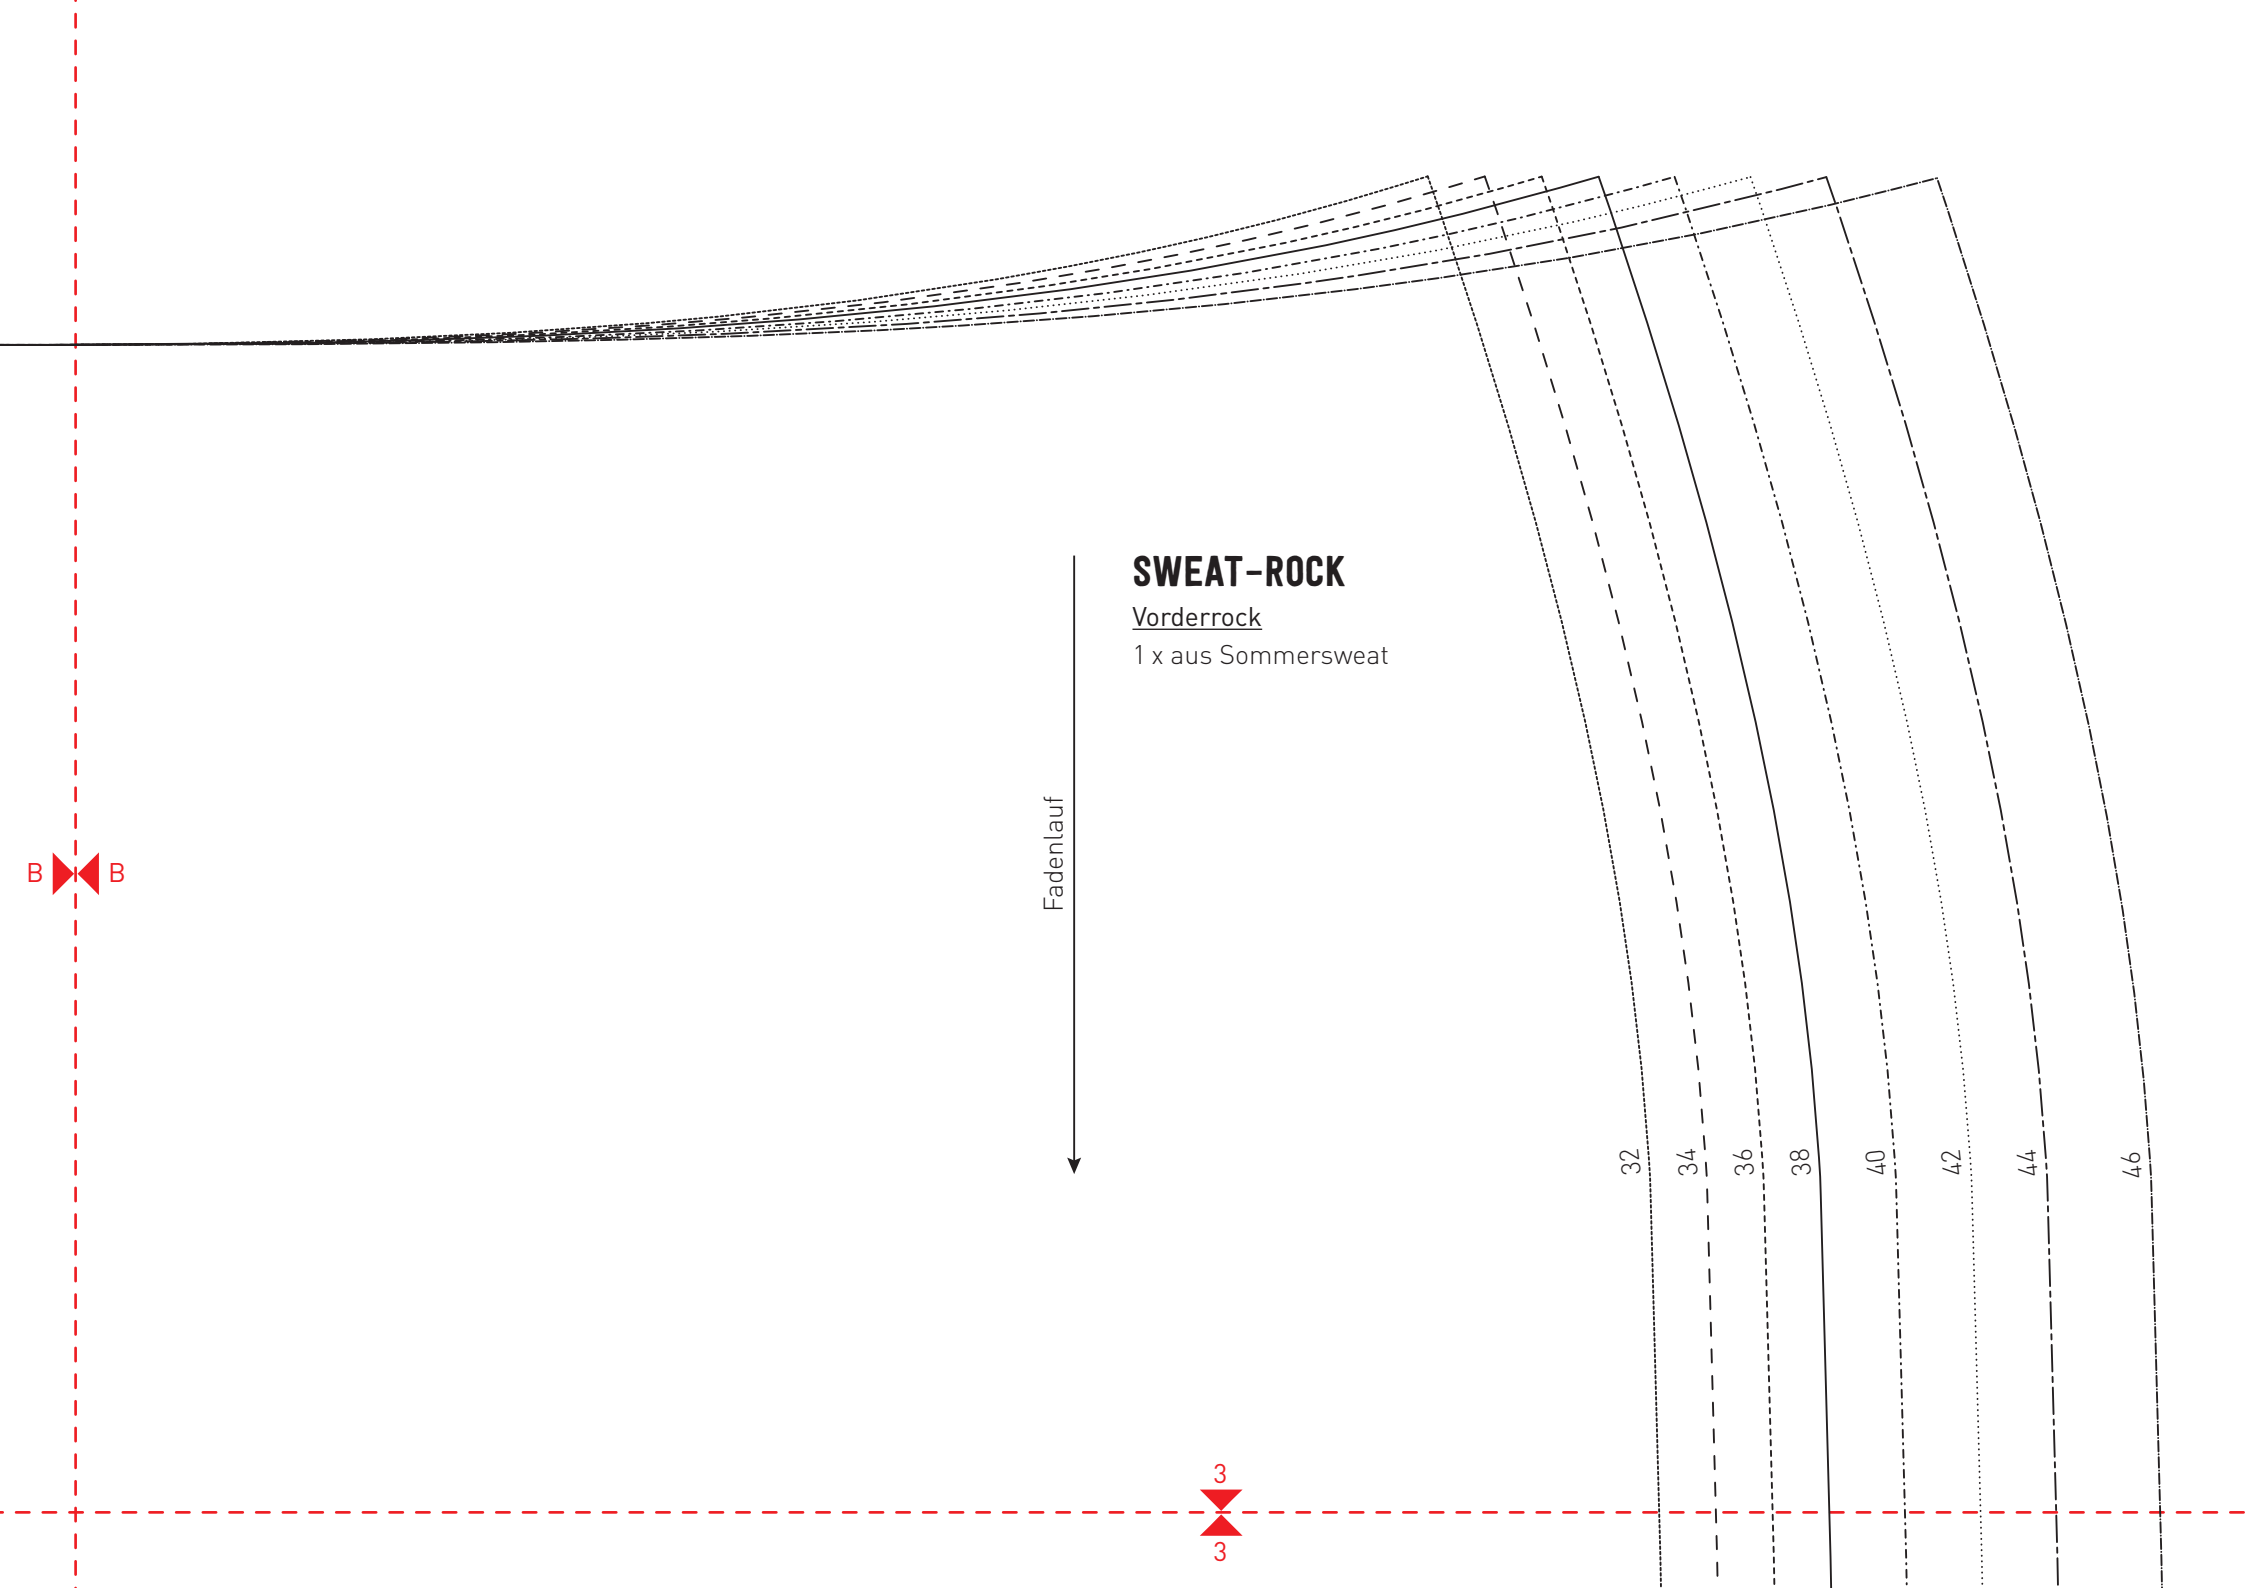 SWEAT-ROCK
Vorderrock
1 x aus Sommersweat
Fadenlauf
B B
32 34 36 38 40 42 44 46
3
3